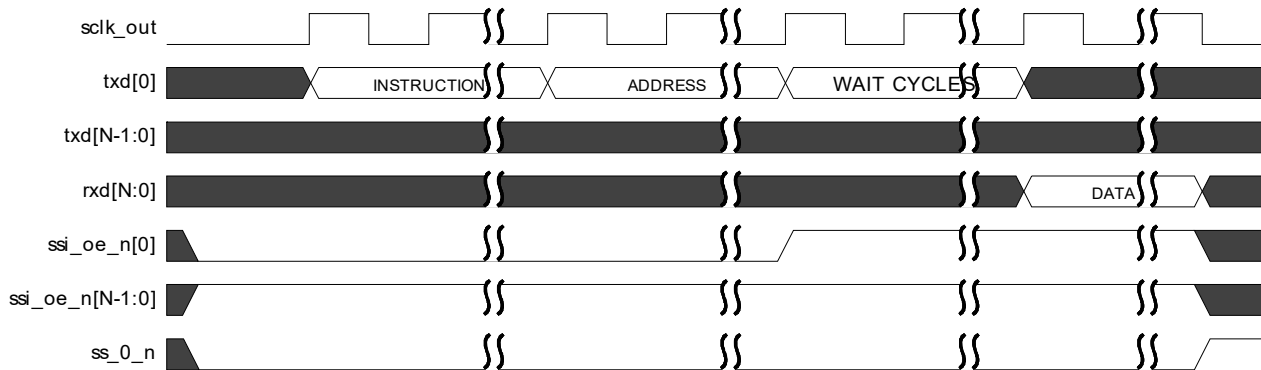 sclk_out
txd[0] INSTRUCTION ADDRESS WAIT CYCLES
txd[N-1:0]
rxd[N:0] DATA
ssi_oe_n[0]
ssi_oe_n[N-1:0]
ss_0_n